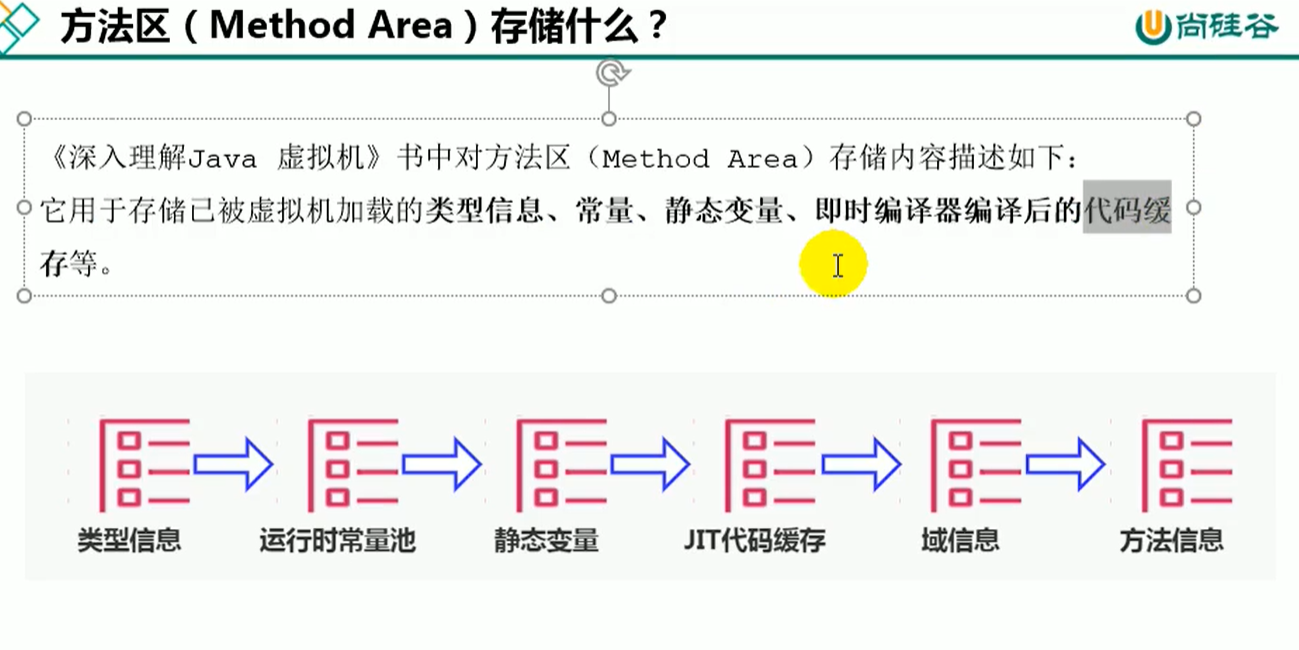 方法区（Method Area）存储什么？
尚硅谷
《深入理解Java 虚拟机》书中对方法区（Method Area）存储内容描述如下：
它用于存储已被虚拟机加载的类型信息、常量、静态变量、即时编译器编译后的代码缓
存等。
类型信息
运行时常量池
静态变量
JIT代码缓存
域信息
方法信息